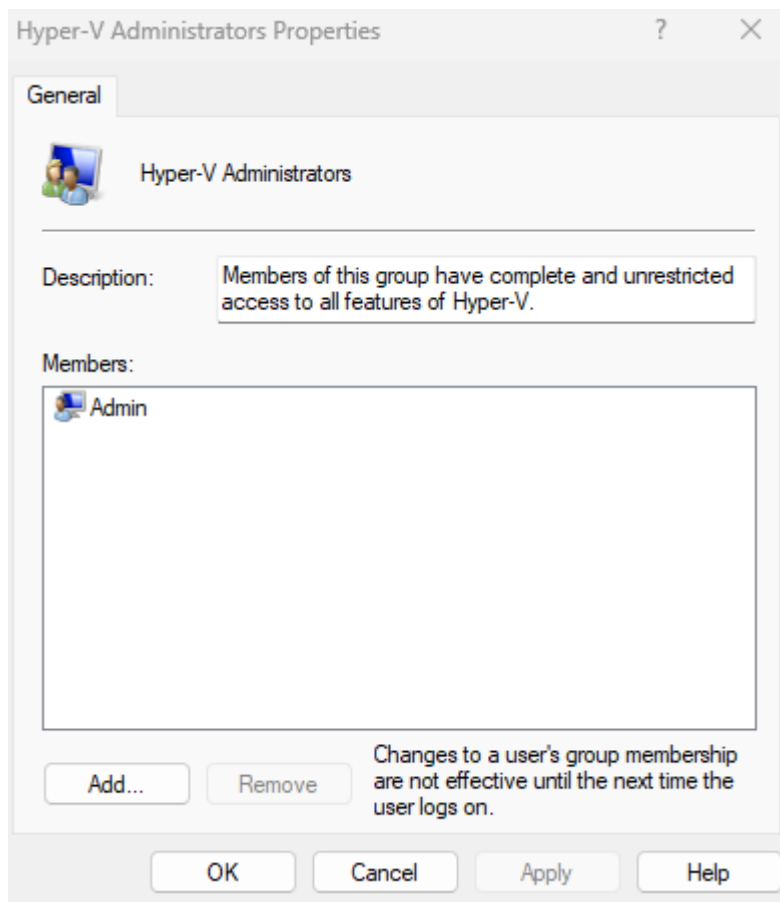 Hyper-V Administrators Properties
?
General
Hyper-V Administrators
Description:
Members of this group have complete and unrestricted
access to all features of Hyper-V.
Members:
Admin
Add...
Remove
Changes to a user's group membership
are not effective until the next time the
user logs on.
OK
Cancel
Apply
Help